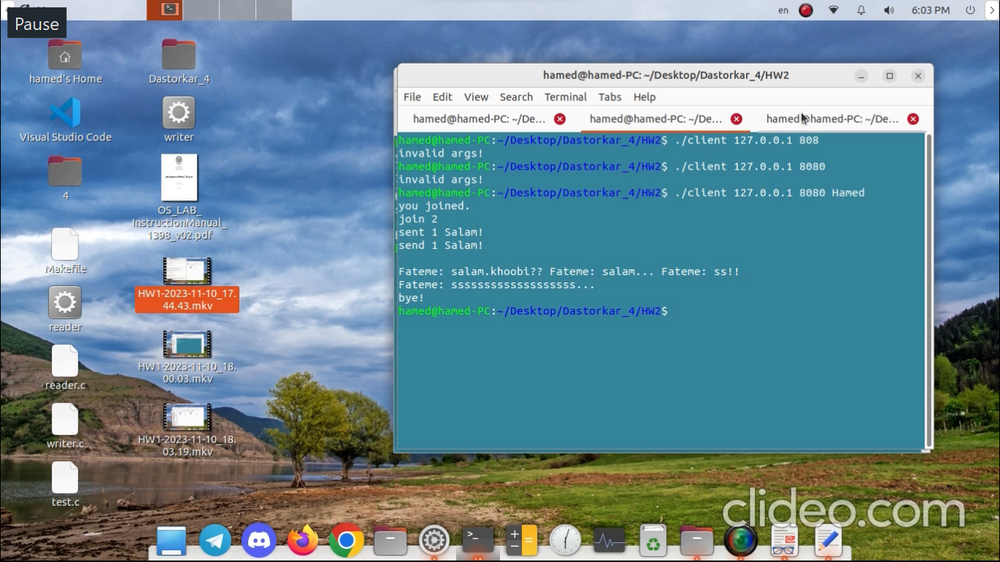 Pause
en
6:03 PM
hamed's Home
Dastorkar_4
Visual Studio Code
writer
4
OS_LAB_
InstructionManual_
1398_v02.pdf
Makefile
HW1-2023-11-10_17.
44.43.mkv
reader
HW1-2023-11-10_18.
00.03.mkv
reader.c
HW1-2023-11-10_18.
03.19.mkv
writer.c
test.c
hamed@hamed-PC: ~/Desktop/Dastorkar_4/HW2
File Edit View Search Terminal Tabs Help
hamed@hamed-PC: ~/De... hamed@hamed-PC: ~/De... hamed@hamed-PC: ~/De...
hamed@hamed-PC:~/Desktop/Dastorkar_4/HW2$ ./client 127.0.0.1 808
invalid args!
hamed@hamed-PC:~/Desktop/Dastorkar_4/HW2$ ./client 127.0.0.1 8080
invalid args!
hamed@hamed-PC:~/Desktop/Dastorkar_4/HW2$ ./client 127.0.0.1 8080 Hamed
you joined.
join 2
sent 1 Salam!
send 1 Salam!
Fateme: salam.khoobi?? Fateme: salam... Fateme: ss!!
Fateme: sssssssssssssssssss...
bye!
hamed@hamed-PC:~/Desktop/Dastorkar_4/HW2$
clideo.com